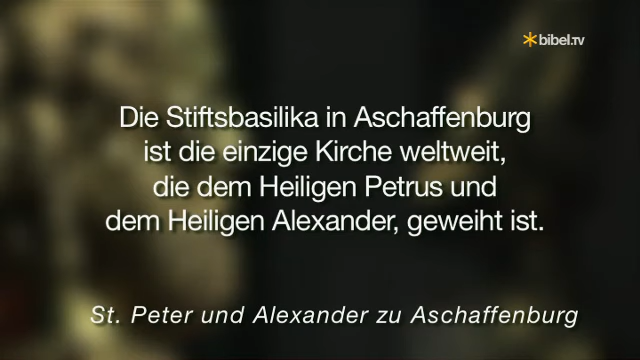 bibel.TV
Die Stiftsbasilika in Aschaffenburg
ist die einzige Kirche weltweit,
die dem Heiligen Petrus und
dem Heiligen Alexander, geweiht ist.
St. Peter und Alexander zu Aschaffenburg